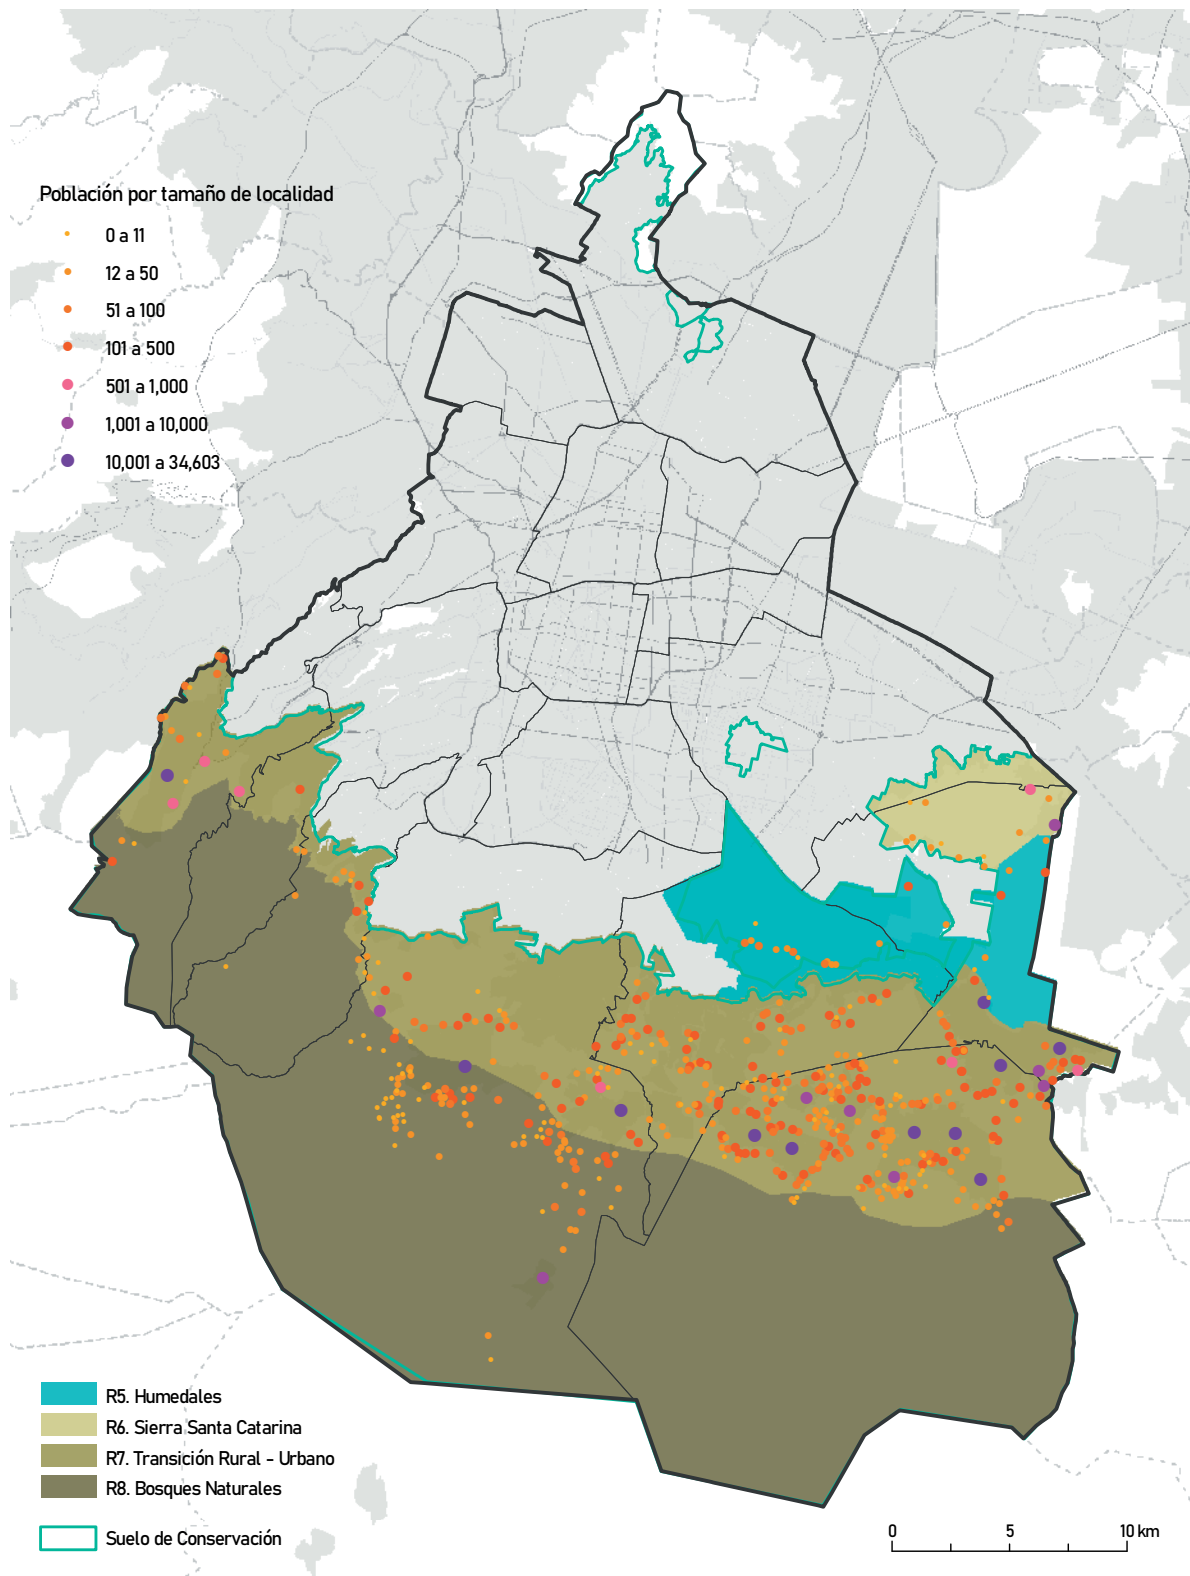 Población por tamaño de localidad
0 a 11
12 a 50
51 a 100
101 a 500
501 a 1,000
1,001 a 10,000
10,001 a 34,603
R5. Humedales
R6. Sierra Santa Catarina
R7. Transición Rural - Urbano
R8. Bosques Naturales
Suelo de Conservación
0 5 10 km